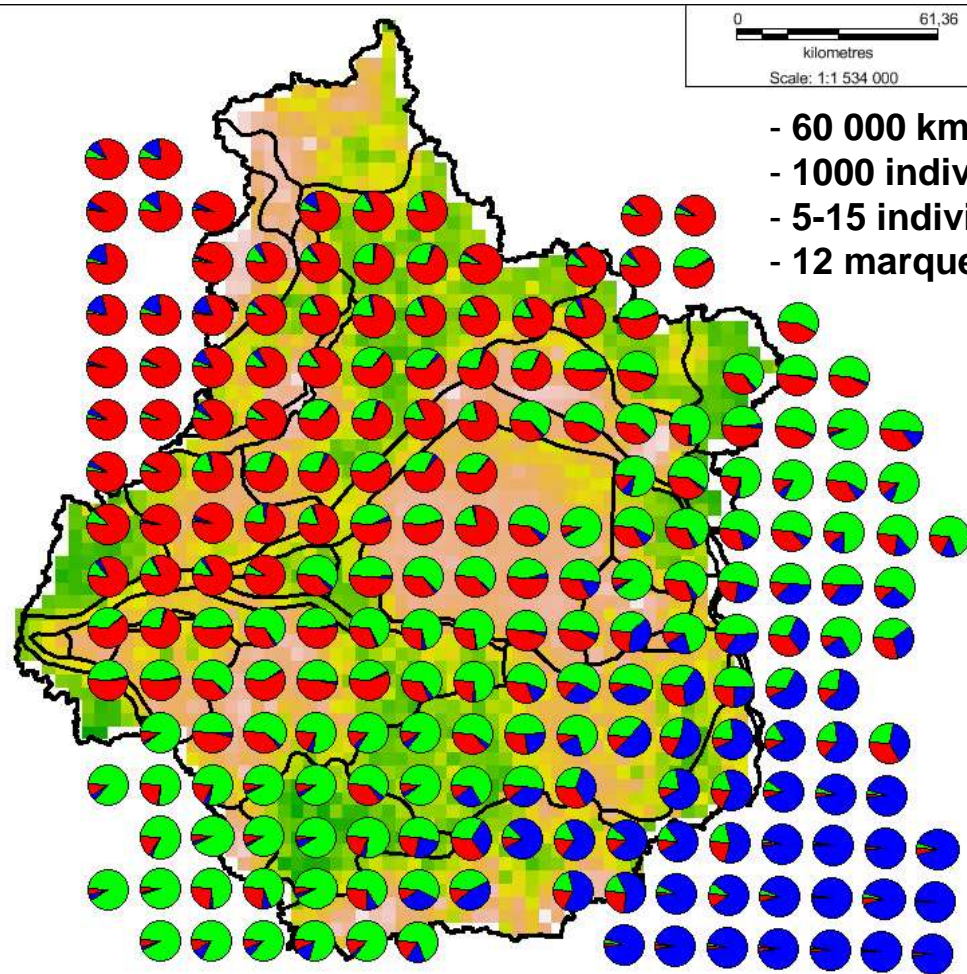 0 61,36
kilometres
Scale: 1:1 534 000
- 60 000 km
- 1000 indiv
- 5-15 indivi
- 12 marque